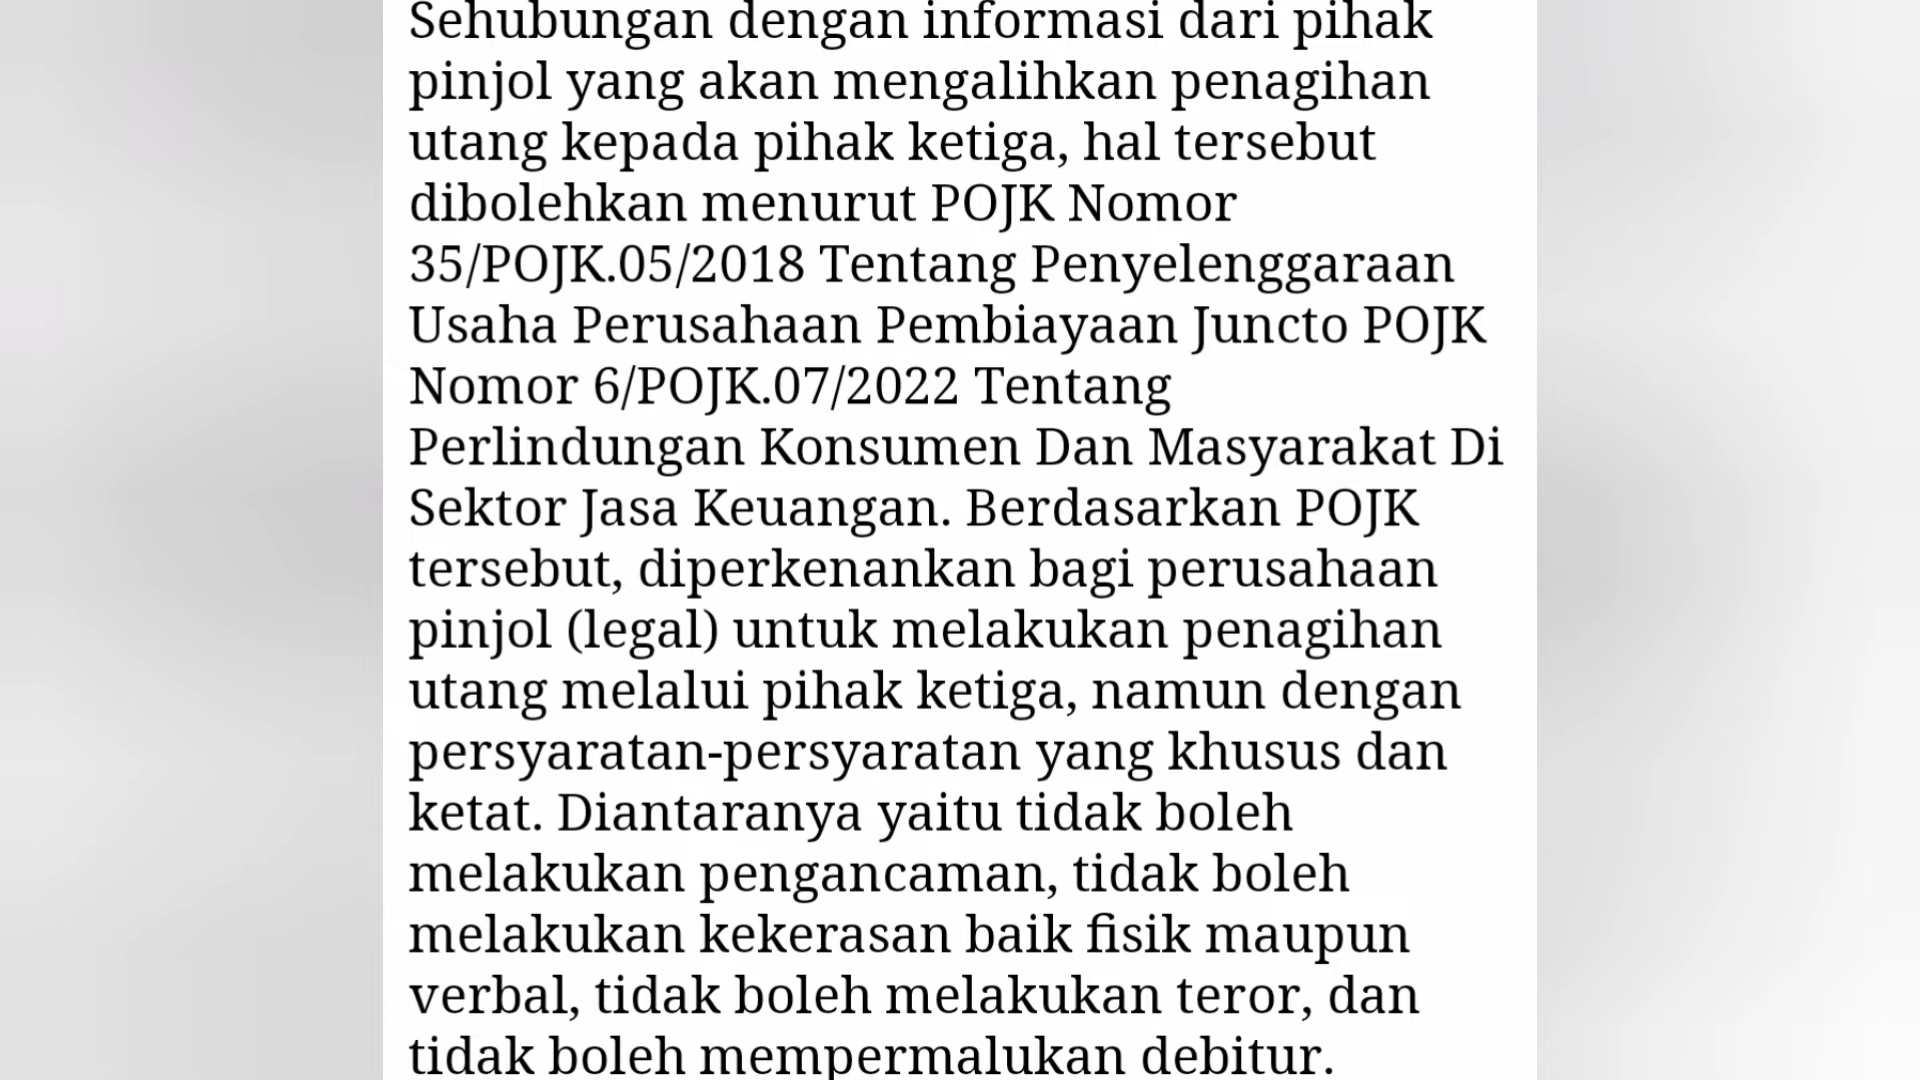 Sehubungan dengan informasi dari pihak
pinjol yang akan mengalihkan penagihan
utang kepada pihak ketiga, hal tersebut
dibolehkan menurut POJK Nomor
35/POJK.05/2018 Tentang Penyelenggaraan
Usaha Perusahaan Pembiayaan Juncto POJK
Nomor 6/POJK.07/2022 Tentang
Perlindungan Konsumen Dan Masyarakat Di
Sektor Jasa Keuangan. Berdasarkan POJK
tersebut, diperkenankan bagi perusahaan
pinjol (legal) untuk melakukan penagihan
utang melalui pihak ketiga, namun dengan
persyaratan-persyaratan yang khusus dan
ketat. Diantaranya yaitu tidak boleh
melakukan pengancaman, tidak boleh
melakukan kekerasan baik fisik maupun
verbal, tidak boleh melakukan teror, dan
tidak boleh mempermalukan debitur.